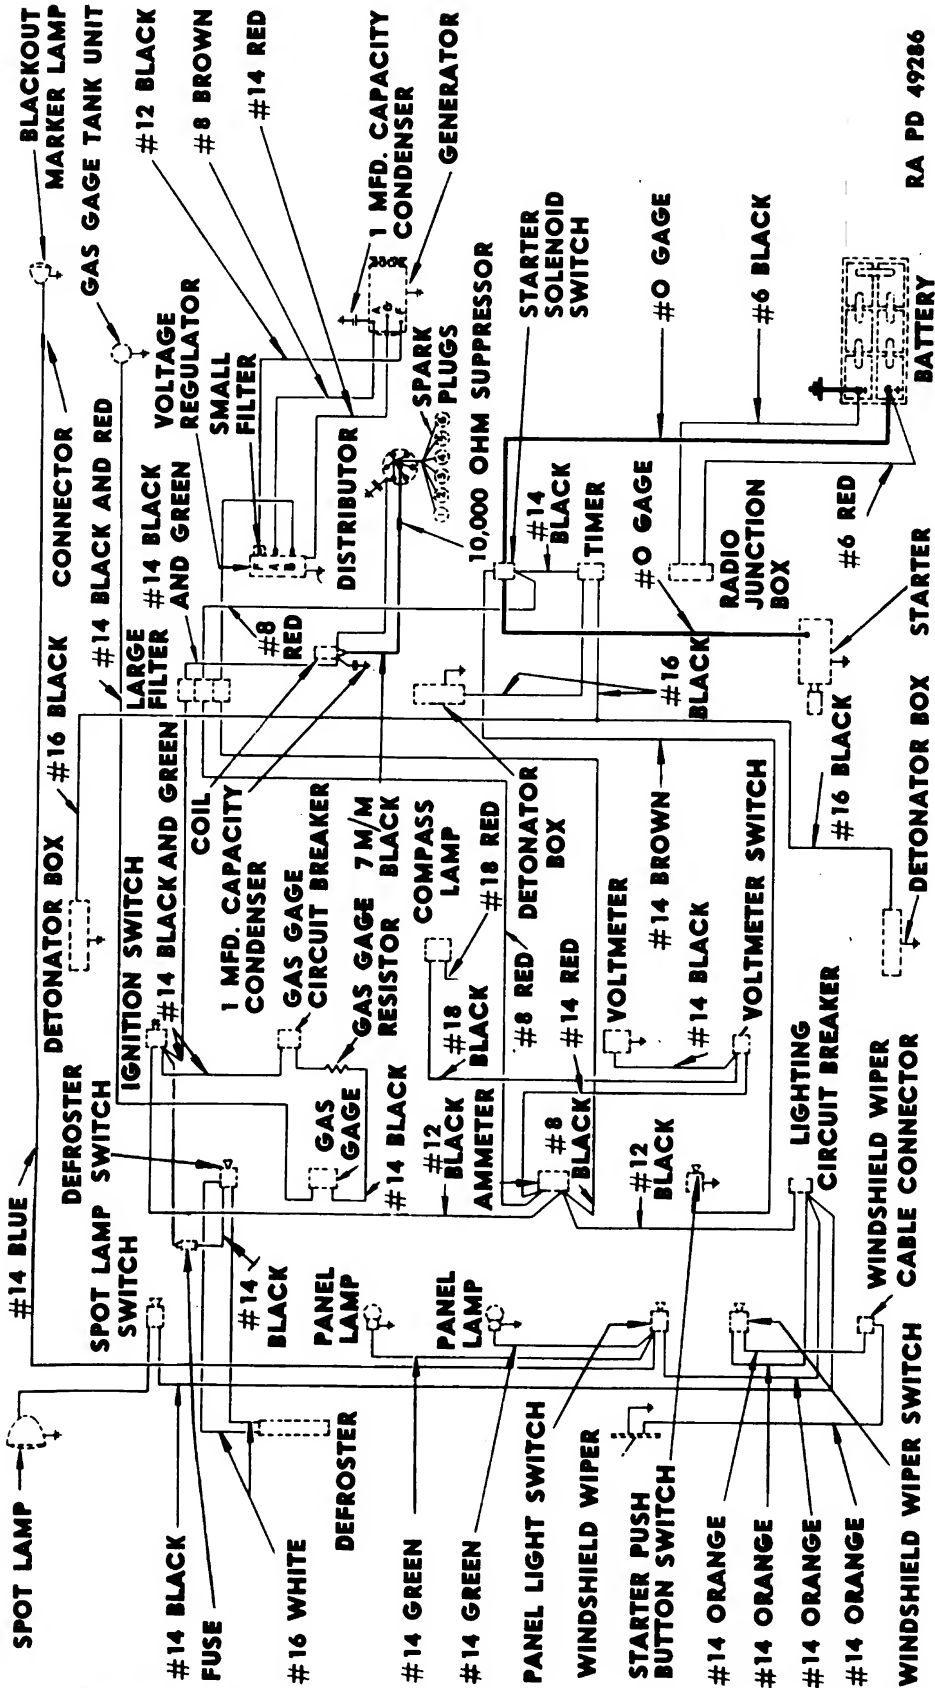 SPOT LAMP
#14 BLUE
DETONATOR BOX
#16 BLACK
CONNECTOR
BLACKOUT
MARKER LAMP
GAS GAGE TANK UNIT
SPOT LAMP
SWITCH
DEFROSTER
SWITCH
IGNITION SWITCH
#14 BLACK AND GREEN
#14 BLACK AND RED
LARGE
FILTER
#14 BLACK
AND GREEN
VOLTAGE
REGULATOR
SMALL
FILTER
#12 BLACK
#8 BROWN
#14 RED
#14 BLACK
FUSE
#16 WHITE
DEFROSTER
#14
BLACK
PANEL
LAMP
GAS
GAGE
COIL
1 MFD. CAPACITY
CONDENSER
GAS GAGE
CIRCUIT BREAKER
GAS GAGE
RESISTOR
7 M/M
BLACK
#8
RED
F
A
B
DISTRIBUTOR
A
G
F
1 MFD. CAPACITY
CONDENSER
GENERATOR
SPARK
PLUGS
10,000 OHM SUPPRESSOR
#14 GREEN
#14 GREEN
PANEL
LAMP
#14 BLACK
#12
BLACK
AMMETER
#18
BLACK
COMPASS
LAMP
#18 RED
#8 RED
DETONATOR
BOX
#14 RED
#8
BLACK
#14
BLACK
TIMER
STARTER
SOLENOID
SWITCH
PANEL LIGHT SWITCH
WINDSHIELD WIPER
STARTER PUSH
BUTTON SWITCH
#12
BLACK
VOLTMETER
#14 BROWN
#14 BLACK
VOLTMETER SWITCH
#16
BLACK
#0 GAGE
#0 GAGE
RADIO
JUNCTION
BOX
#6 BLACK
#14 ORANGE
#14 ORANGE
#14 ORANGE
#14 ORANGE
LIGHTING
CIRCUIT BREAKER
#16 BLACK
#6 RED
WINDSHIELD WIPER SWITCH
WINDSHIELD WIPER
CABLE CONNECTOR
DETONATOR BOX
STARTER
BATTERY
RA PD 49286